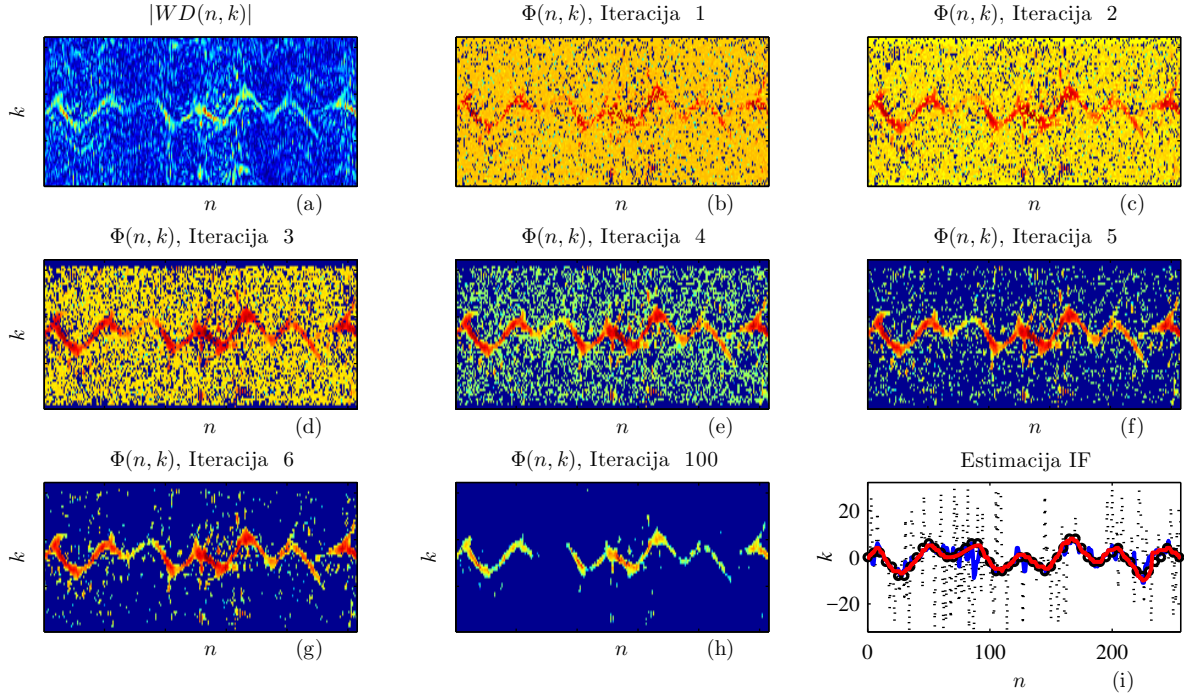 |WD(n, k)|
Φ(n, k), Iteracija 1
Φ(n, k), Iteracija 2
k
n
(a)
n
(b)
n
(c)
Φ(n, k), Iteracija 3
Φ(n, k), Iteracija 4
Φ(n, k), Iteracija 5
k
n
(d)
n
(e)
n
(f)
Φ(n, k), Iteracija 6
Φ(n, k), Iteracija 100
Estimacija IF
k
n
(g)
k
n
(h)
k
20
0
−20
0 100 200
n
(i)